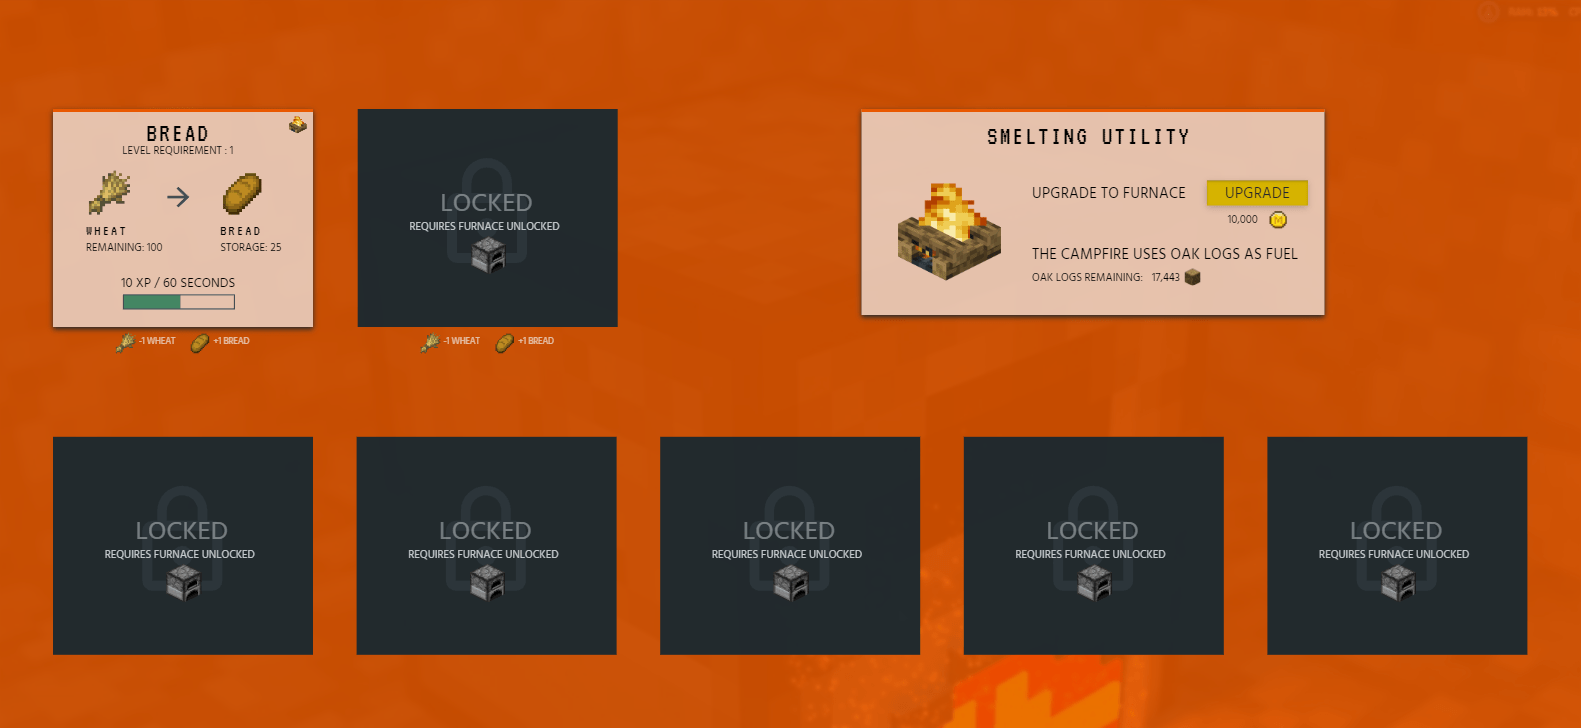 BREAD
LEVEL REQUIREMENT : 1
WHEAT
REMAINING: 100
BREAD
STORAGE: 25
10 XP / 60 SECONDS
-1 WHEAT
+1 BREAD
LOCKED
REQUIRES FURNACE UNLOCKED
-1 WHEAT
+1 BREAD
SMELTING UTILITY
UPGRADE TO FURNACE
UPGRADE
10,000
M
THE CAMPFIRE USES OAK LOGS AS FUEL
OAK LOGS REMAINING: 17,443
LOCKED
REQUIRES FURNACE UNLOCKED
LOCKED
REQUIRES FURNACE UNLOCKED
LOCKED
REQUIRES FURNACE UNLOCKED
LOCKED
REQUIRES FURNACE UNLOCKED
LOCKED
REQUIRES FURNACE UNLOCKED